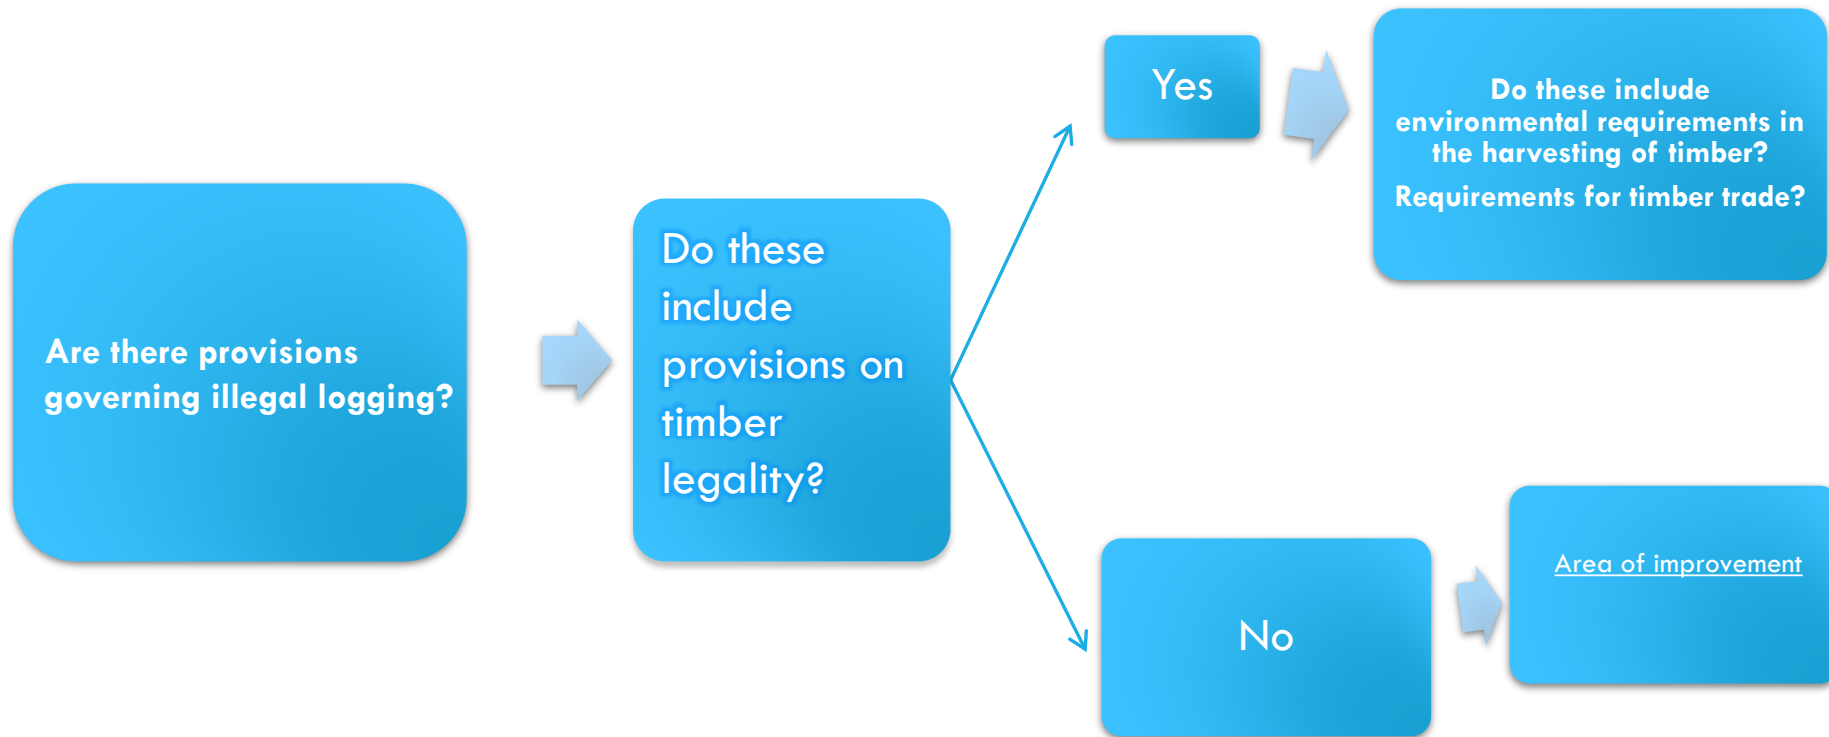 Are there provisions
governing illegal logging?
Do these
include
provisions on
timber
legality?
Yes
Do these include
environmental requirements in
the harvesting of timber?
Requirements for timber trade?
No
Area of improvement